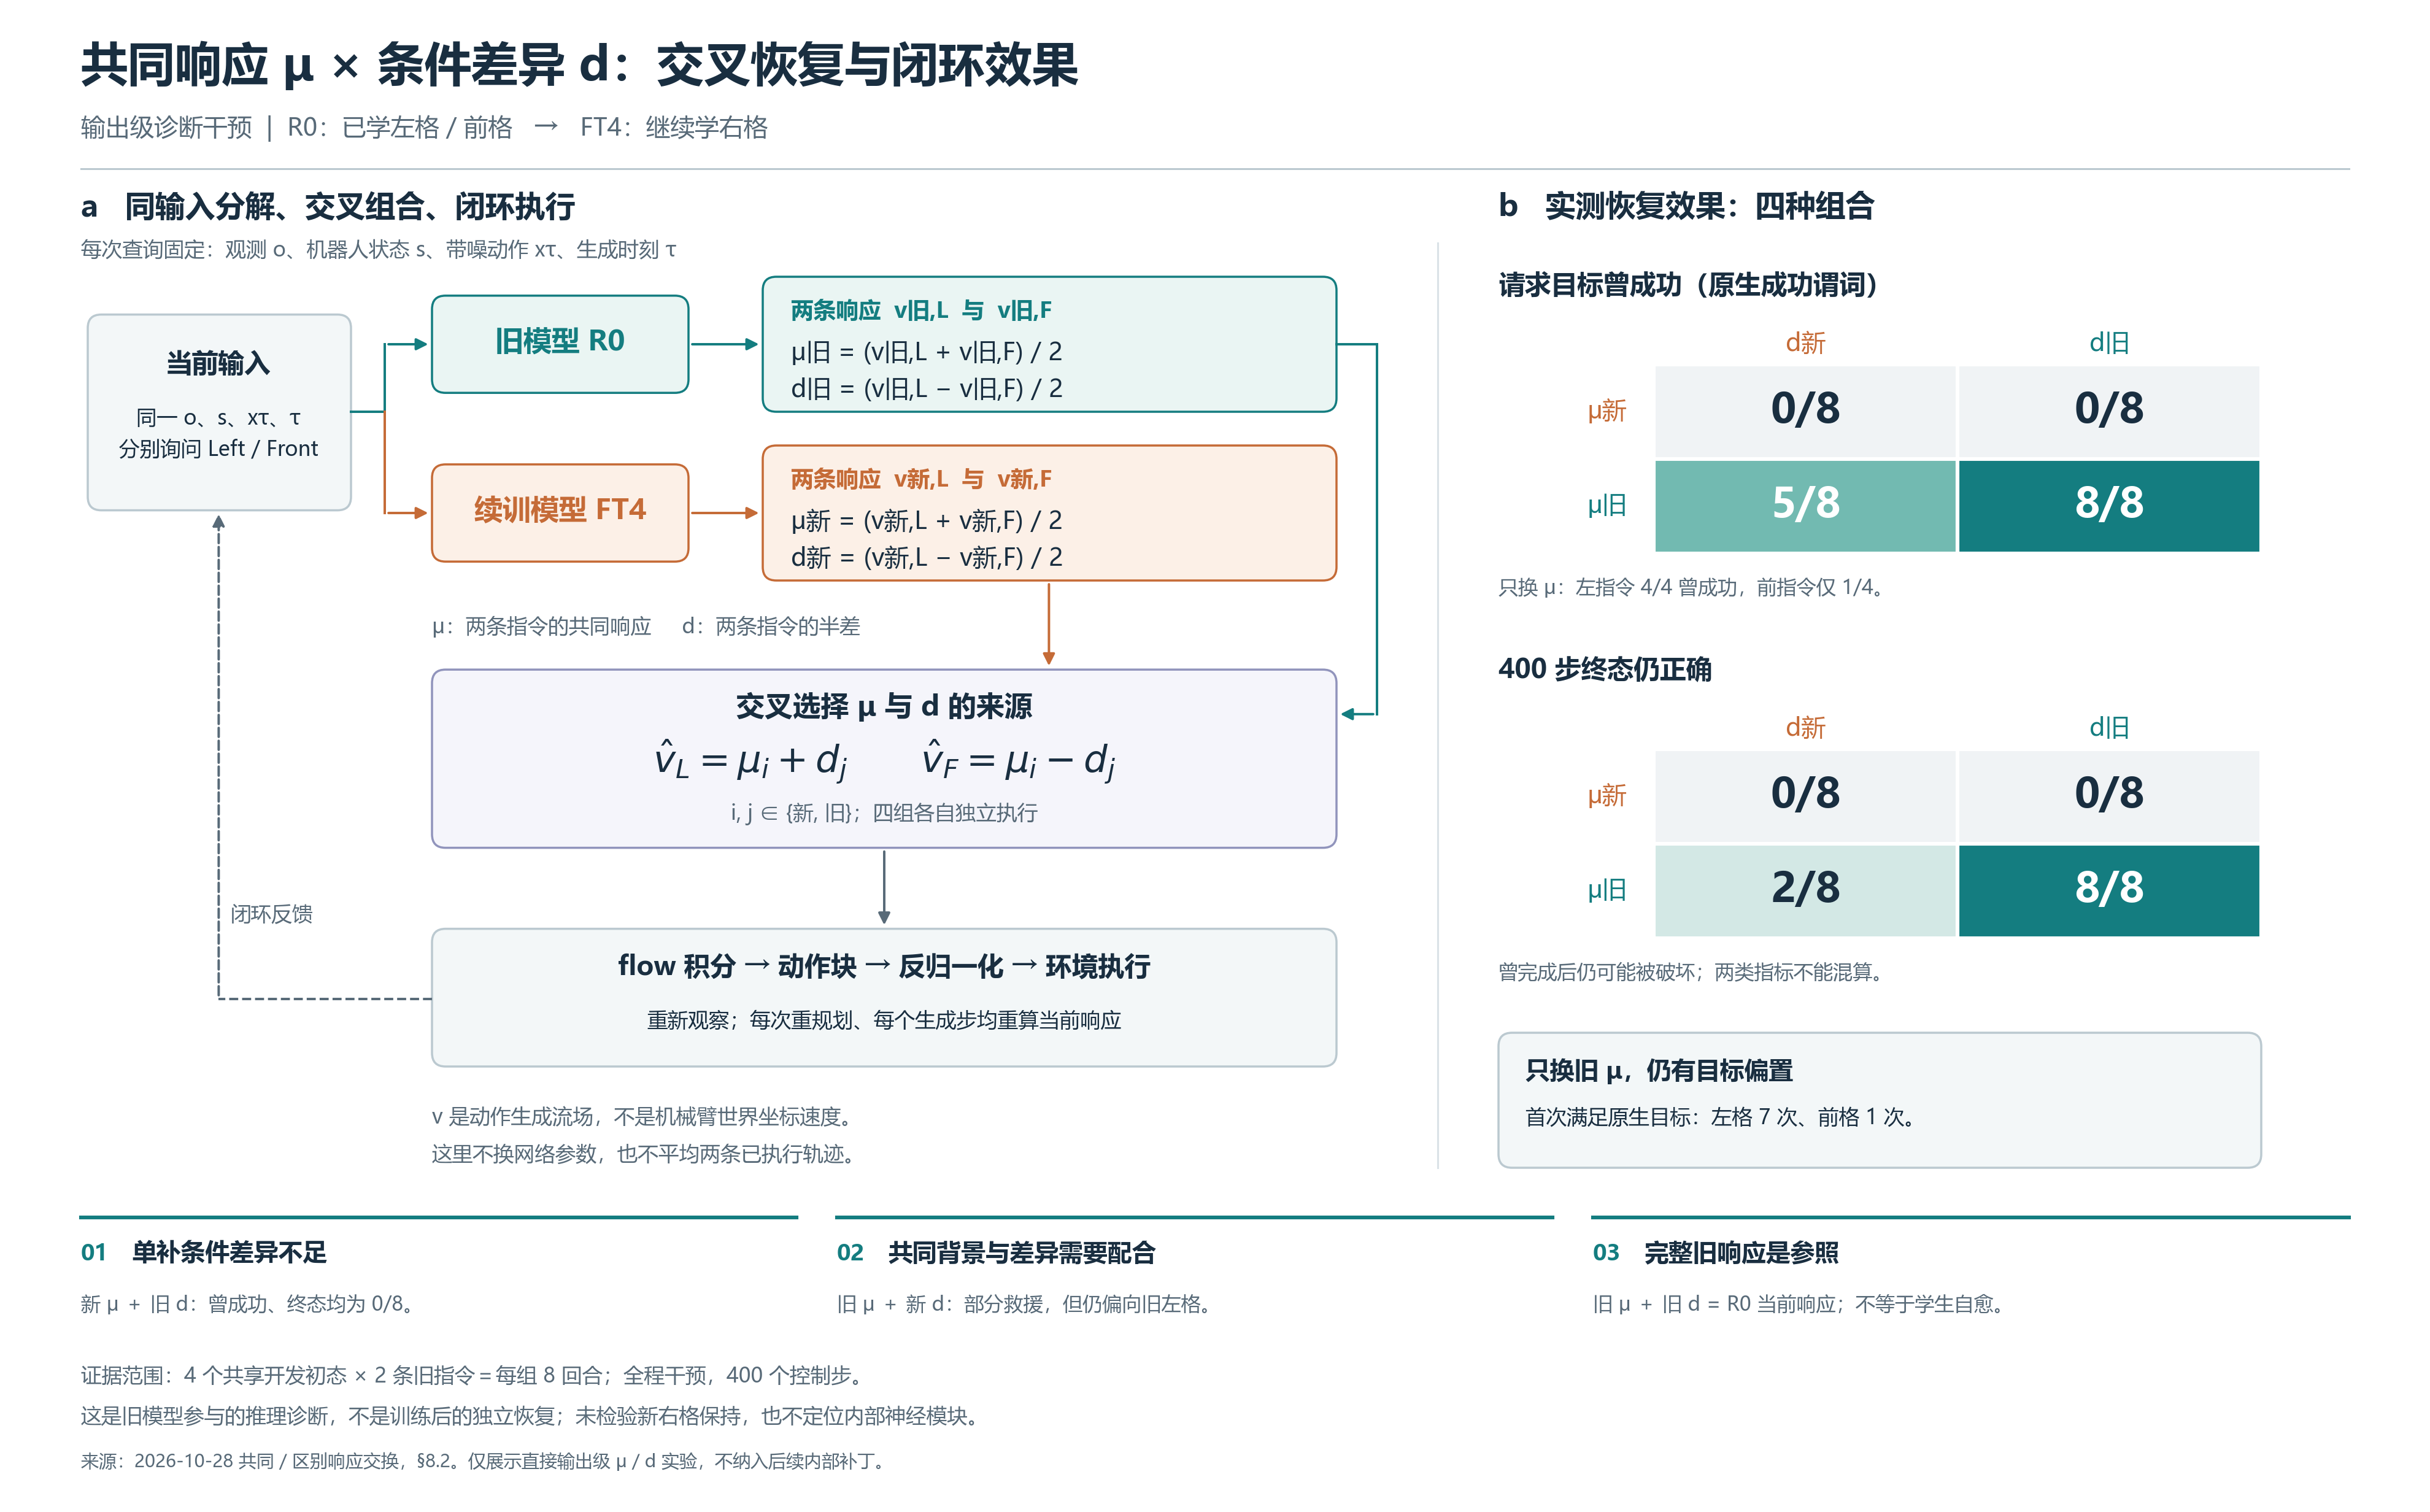 共同响应 μ × 条件差异 d：交叉恢复与闭环效果
输出级诊断干预 | R0：已学左格 / 前格 → FT4：继续学右格
a 同输入分解、交叉组合、闭环执行
每次查询固定：观测 o、机器人状态 s、带噪动作 xτ、生成时刻 τ
当前输入
同一 o、s、xτ、τ
分别询问 Left / Front
旧模型 R0
两条响应 v旧,L 与 v旧,F
μ旧 = (v旧,L + v旧,F) / 2
d旧 = (v旧,L − v旧,F) / 2
续训模型 FT4
两条响应 v新,L 与 v新,F
μ新 = (v新,L + v新,F) / 2
d新 = (v新,L − v新,F) / 2
μ：两条指令的共同响应 d：两条指令的半差
交叉选择 μ 与 d 的来源
v̂_L = μ_i + d_j v̂_F = μ_i − d_j
i, j ∈ {新, 旧}；四组各自独立执行
闭环反馈
flow 积分 → 动作块 → 反归一化 → 环境执行
重新观察；每次重规划、每个生成步均重算当前响应
v 是动作生成流场，不是机械臂世界坐标速度。
这里不换网络参数，也不平均两条已执行轨迹。
b 实测恢复效果：四种组合
请求目标曾成功（原生成功谓词）
d新 d旧
μ新 0/8 0/8
μ旧 5/8 8/8
只换 μ：左指令 4/4 曾成功，前指令仅 1/4。
400 步终态仍正确
d新 d旧
μ新 0/8 0/8
μ旧 2/8 8/8
曾完成后仍可能被破坏；两类指标不能混算。
只换旧 μ，仍有目标偏置
首次满足原生目标：左格 7 次、前格 1 次。
01 单补条件差异不足
新 μ + 旧 d：曾成功、终态均为 0/8。
02 共同背景与差异需要配合
旧 μ + 新 d：部分救援，但仍偏向旧左格。
03 完整旧响应是参照
旧 μ + 旧 d = R0 当前响应；不等于学生自愈。
证据范围：4 个共享开发初态 × 2 条旧指令 = 每组 8 回合；全程干预，400 个控制步。
这是旧模型参与的推理诊断，不是训练后的独立恢复；未检验新右格保持，也不定位内部神经模块。
来源：2026-10-28 共同 / 区别响应交换，§8.2。仅展示直接输出级 μ / d 实验，不纳入后续内部补丁。